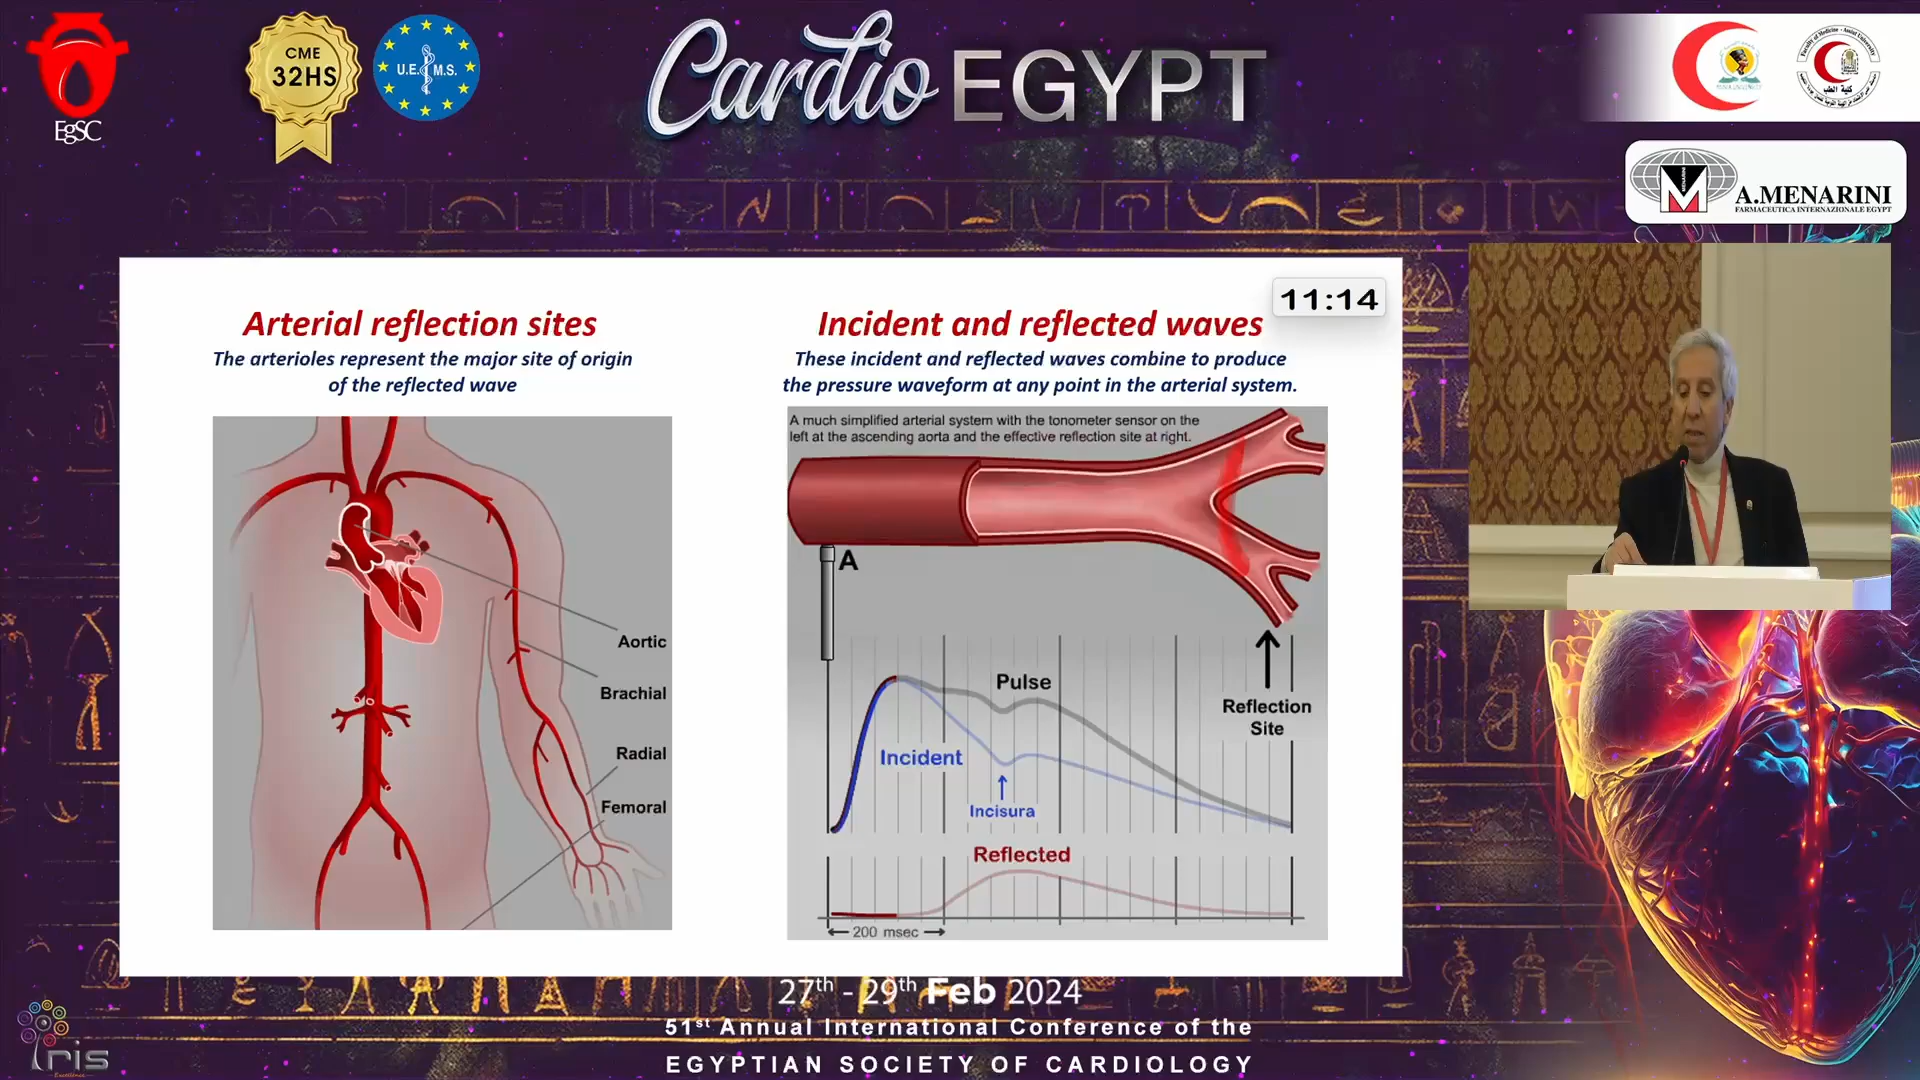 EgSC
CME
32HS
U.E.M.S.
Cardio EGYPT
كلية الطب
MENARINI
A.MENARINI
FARMACEUTICA INTERNAZIONALE EGYPT
11:14
Arterial reflection sites
The arterioles represent the major site of origin
of the reflected wave
Aortic
Brachial
Radial
Femoral
Incident and reflected waves
These incident and reflected waves combine to produce
the pressure waveform at any point in the arterial system.
A much simplified arterial system with the tonometer sensor on the
left at the ascending aorta and the effective reflection site at right.
A
Pulse
Incident
Incisura
Reflection
Site
Reflected
200 msec
27th - 29th Feb 2024
51st Annual International Conference of the
EGYPTIAN SOCIETY OF CARDIOLOGY
Iris
Excellence